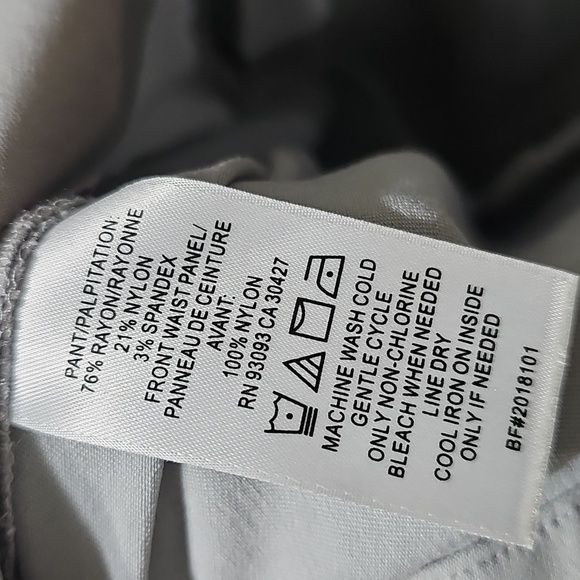 PANT/PALPITATION:
76% RAYON/RAYONNE
21% NYLON
3% SPANDEX
FRONT WAIST PANEL/
PANNEAU DE CEINTURE
AVANT:
100% NYLON
RN 93093 CA 30427
MACHINE WASH COLD
GENTLE CYCLE
ONLY NON-CHLORINE
BLEACH WHEN NEEDED
LINE DRY
COOL IRON ON INSIDE
ONLY IF NEEDED
BF#2018101